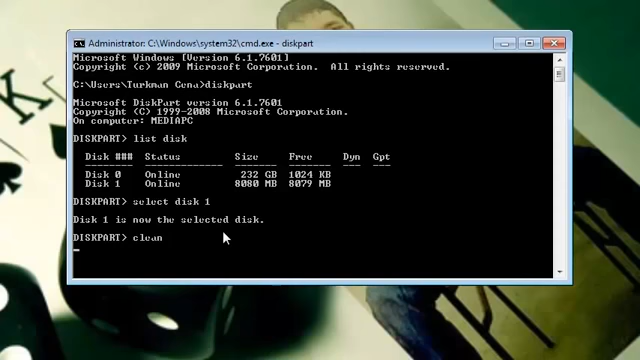 Administrator: C:\Windows\system32\cmd.exe - diskpart
Microsoft Windows [Version 6.1.7601]
Copyright (c) 2009 Microsoft Corporation.  All rights reserved.
C:\Users\Turkman Cena>diskpart
Microsoft DiskPart version 6.1.7601
Copyright (C) 1999-2008 Microsoft Corporation.
On computer: MEDIAPC
DISKPART> list disk
Disk ###  Status  Size  Free  Dyn  Gpt
Disk 0  Online  232 GB  1024 KB
Disk 1  Online  8080 MB  8079 MB
DISKPART> select disk 1
Disk 1 is now the selected disk.
DISKPART> clean